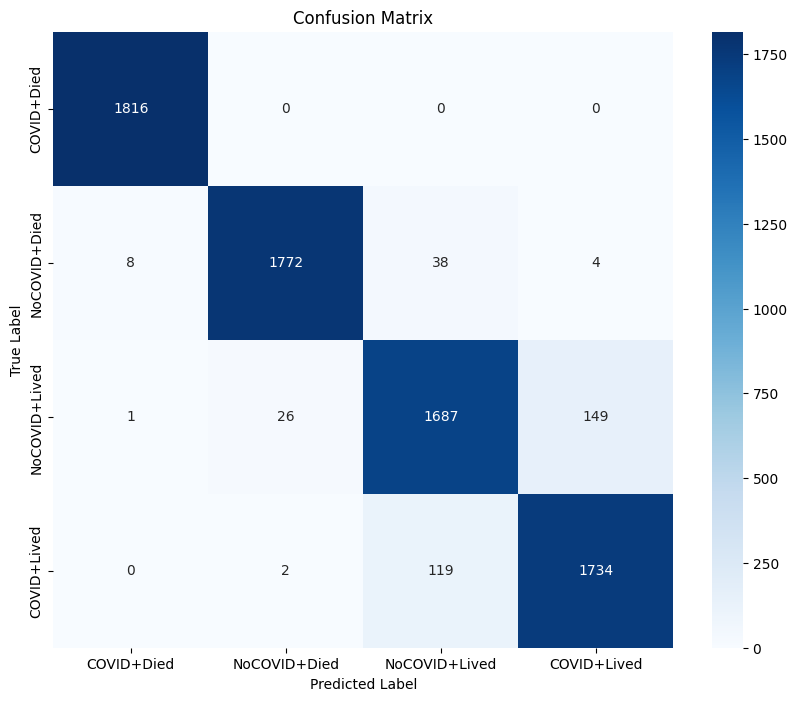 Confusion Matrix
True Label
COVID+Died
NoCOVID+Died
NoCOVID+Lived
COVID+Lived
1816 0 0 0
8 1772 38 4
1 26 1687 149
0 2 119 1734
COVID+Died NoCOVID+Died NoCOVID+Lived COVID+Lived
Predicted Label
1750
1500
1250
1000
750
500
250
0